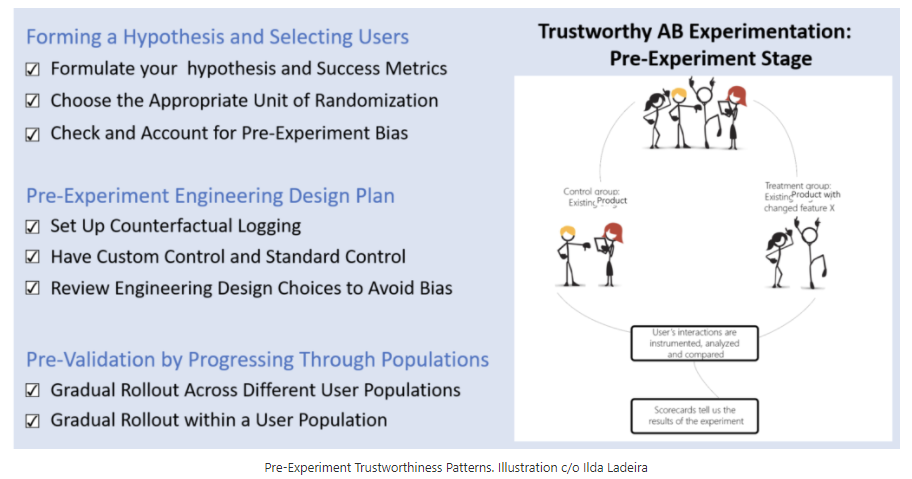 Forming a Hypothesis and Selecting Users
Formulate your hypothesis and Success Metrics
Choose the Appropriate Unit of Randomization
Check and Account for Pre-Experiment Bias
Pre-Experiment Engineering Design Plan
Set Up Counterfactual Logging
Have Custom Control and Standard Control
Review Engineering Design Choices to Avoid Bias
Pre-Validation by Progressing Through Populations
Gradual Rollout Across Different User Populations
Gradual Rollout within a User Population
Trustworthy AB Experimentation:
Pre-Experiment Stage
Control group:
Existing Product
Treatment group:
Existing Product with
changed feature X
User's interactions are
instrumented, analyzed
and compared
Scorecards tell us the
results of the experiment
Pre-Experiment Trustworthiness Patterns. Illustration c/o Ilda Ladeira